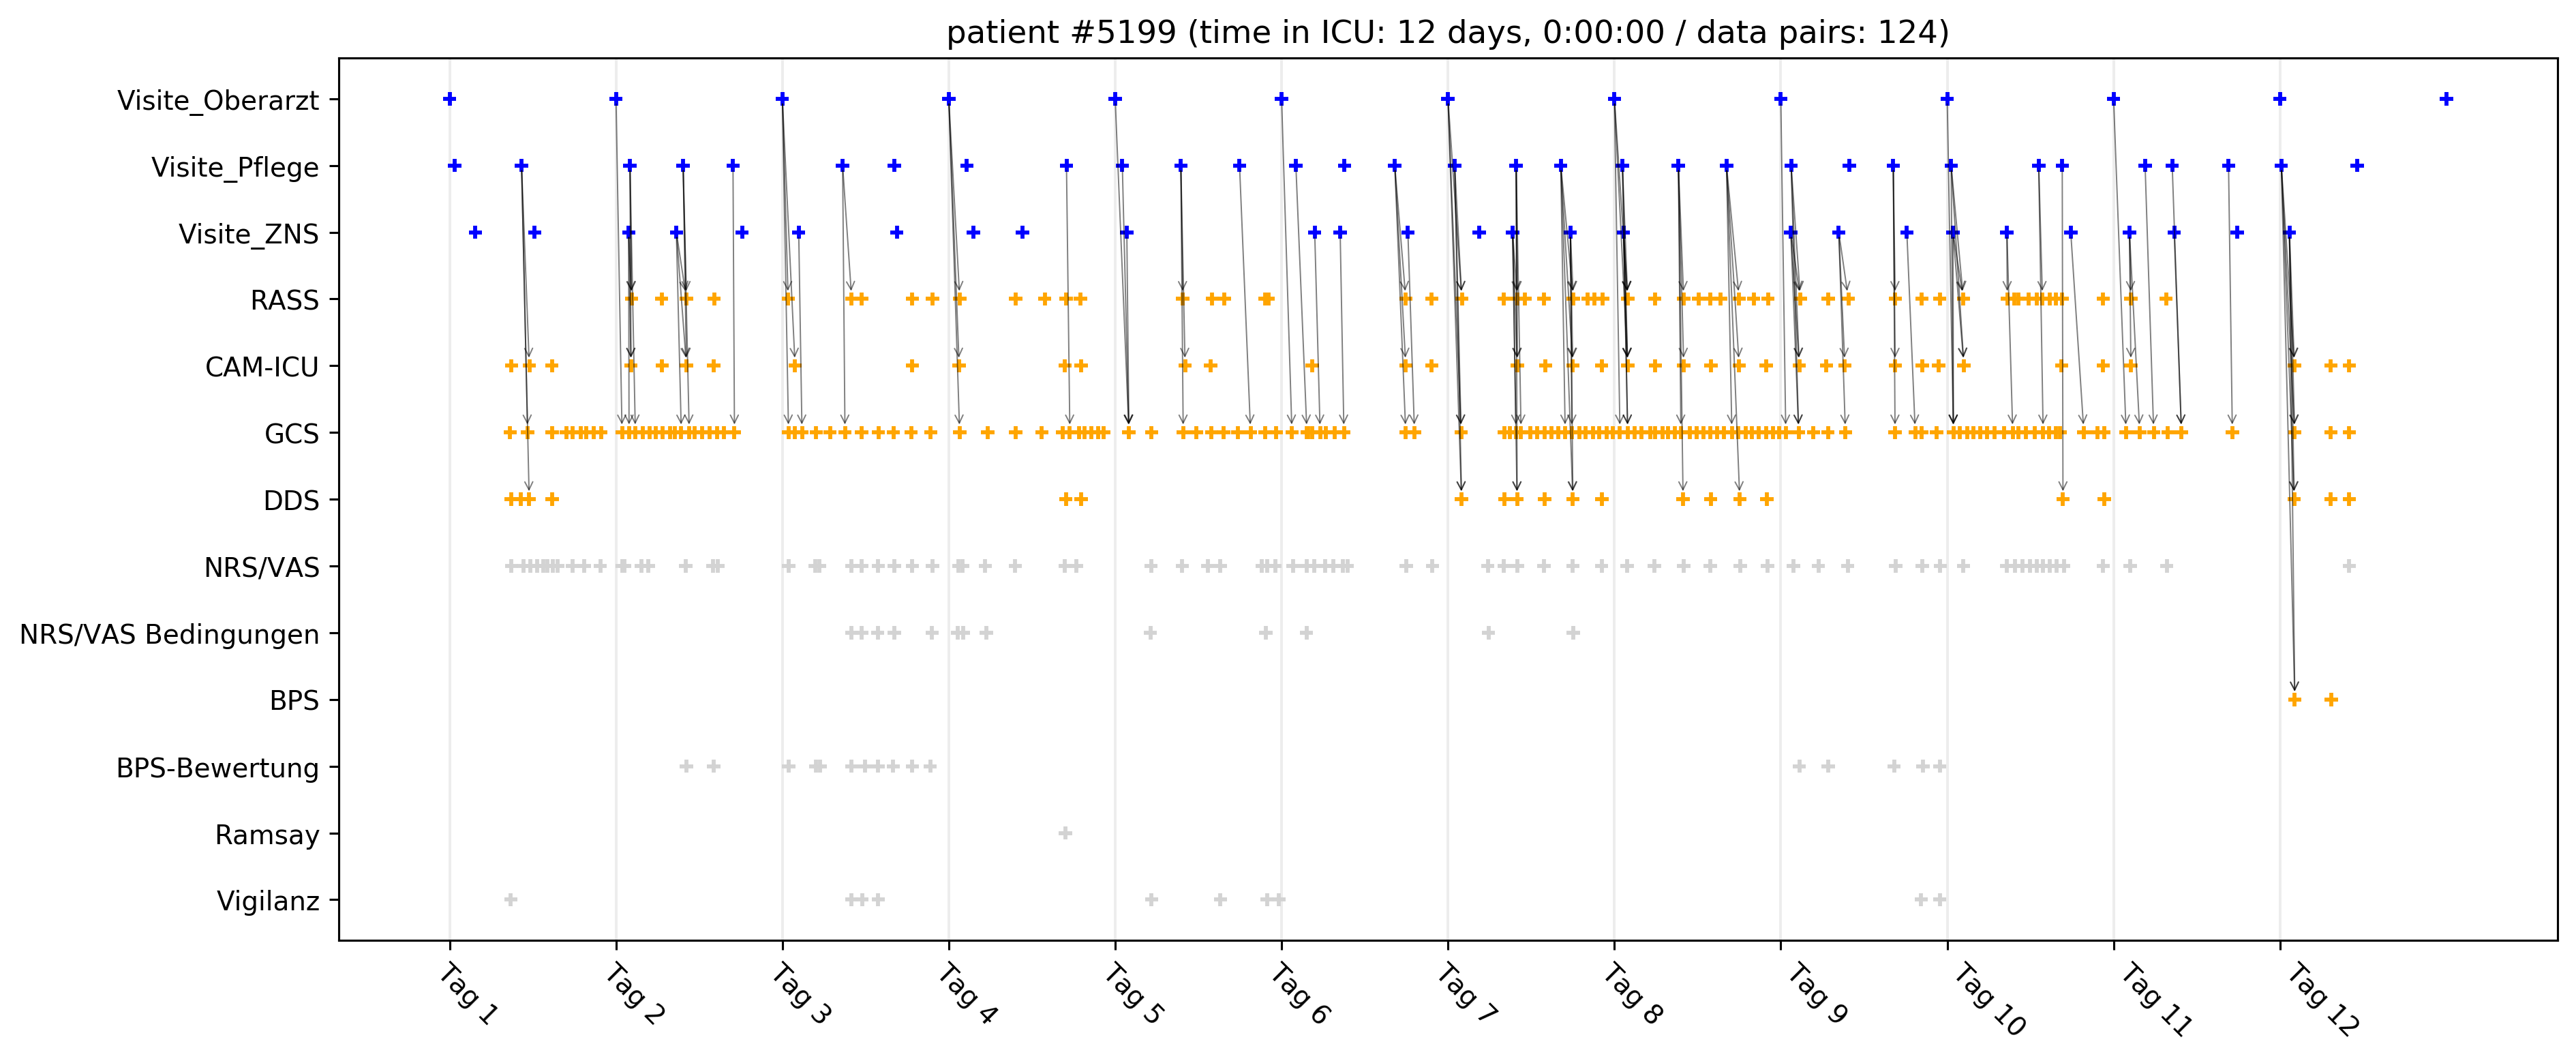 patient #5199 (time in ICU: 12 days, 0:00:00 / data pairs: 124)
Visite_Oberarzt
Visite_Pflege
Visite_ZNS
RASS
CAM-ICU
GCS
DDS
NRS/VAS
NRS/VAS Bedingungen
BPS
BPS-Bewertung
Ramsay
Vigilanz
Tag 1
Tag 2
Tag 3
Tag 4
Tag 5
Tag 6
Tag 7
Tag 8
Tag 9
Tag 10
Tag 11
Tag 12